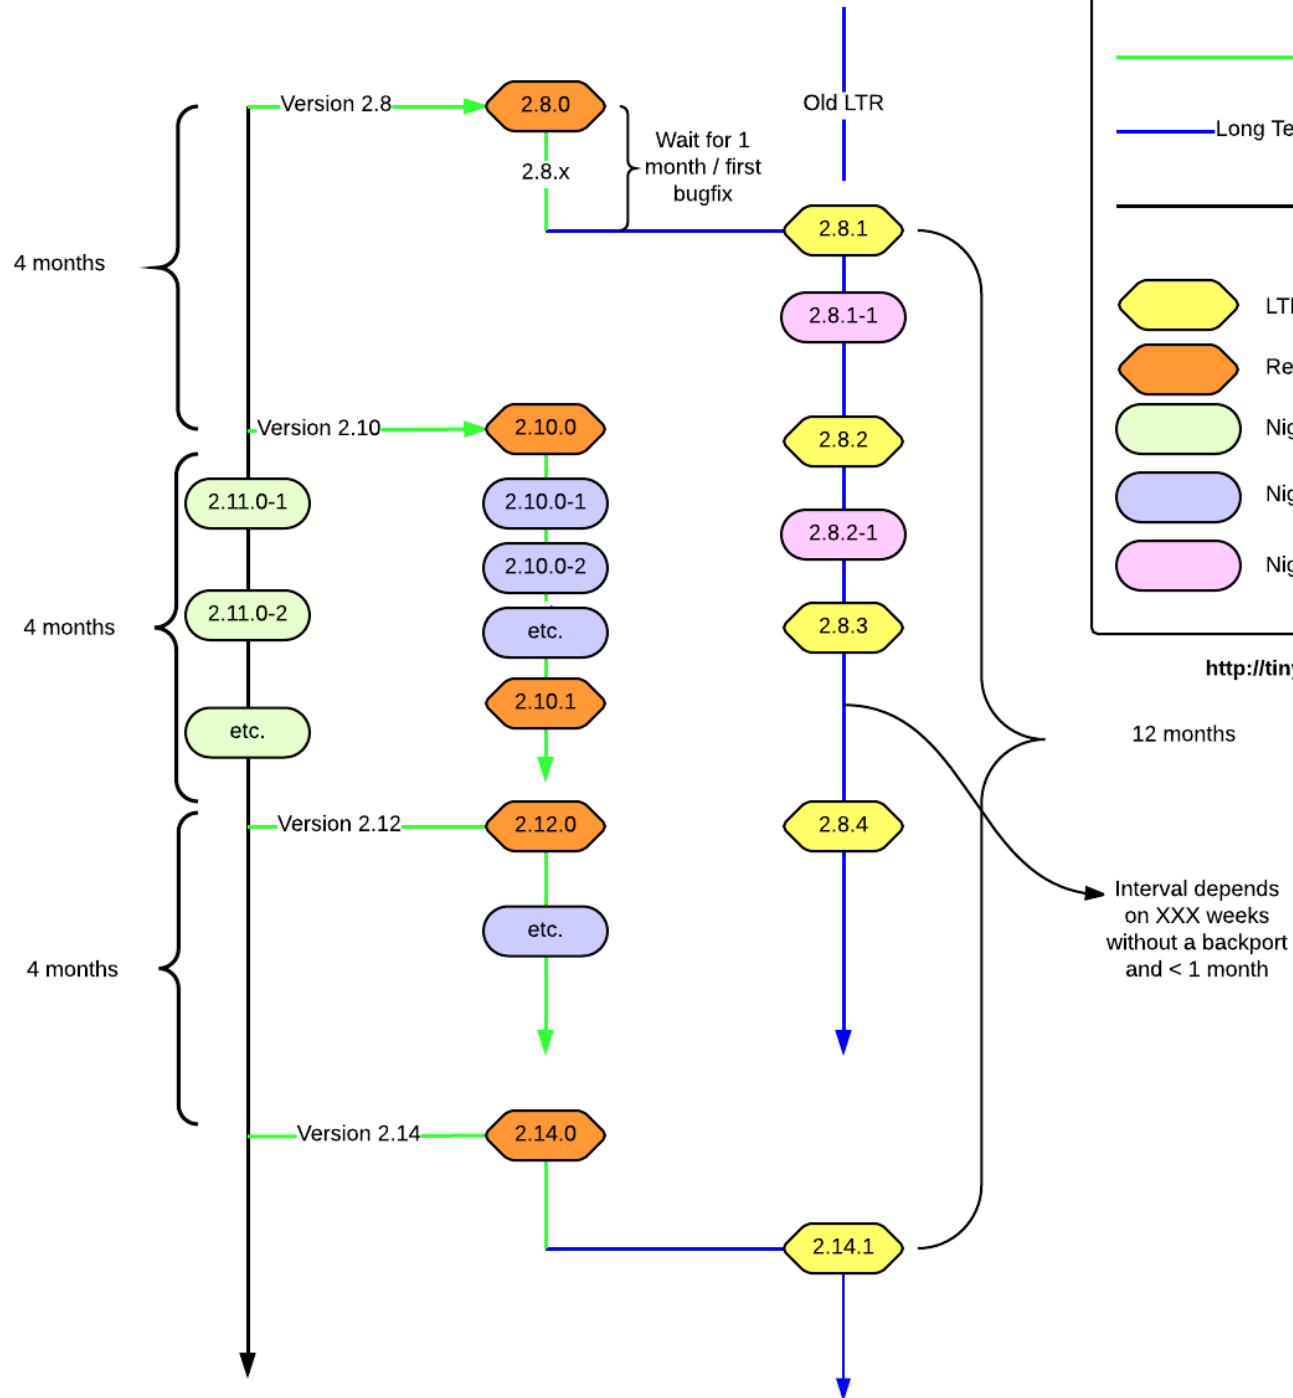 Version 2.8
2.8.0
2.8.x
Wait for 1
month / first
bugfix
Old LTR
Long Te
4 months
2.8.1
2.8.1-1
Version 2.10
2.10.0
2.8.2
2.11.0-1
2.10.0-1
2.8.2-1
2.10.0-2
2.11.0-2
4 months
etc.
2.8.3
2.10.1
etc.
Version 2.12
2.12.0
2.8.4
etc.
4 months
Version 2.14
2.14.0
2.14.1
LT
Re
Nig
Nig
Nig
http://tiny
12 months
Interval depends
on XXX weeks
without a backport
and < 1 month